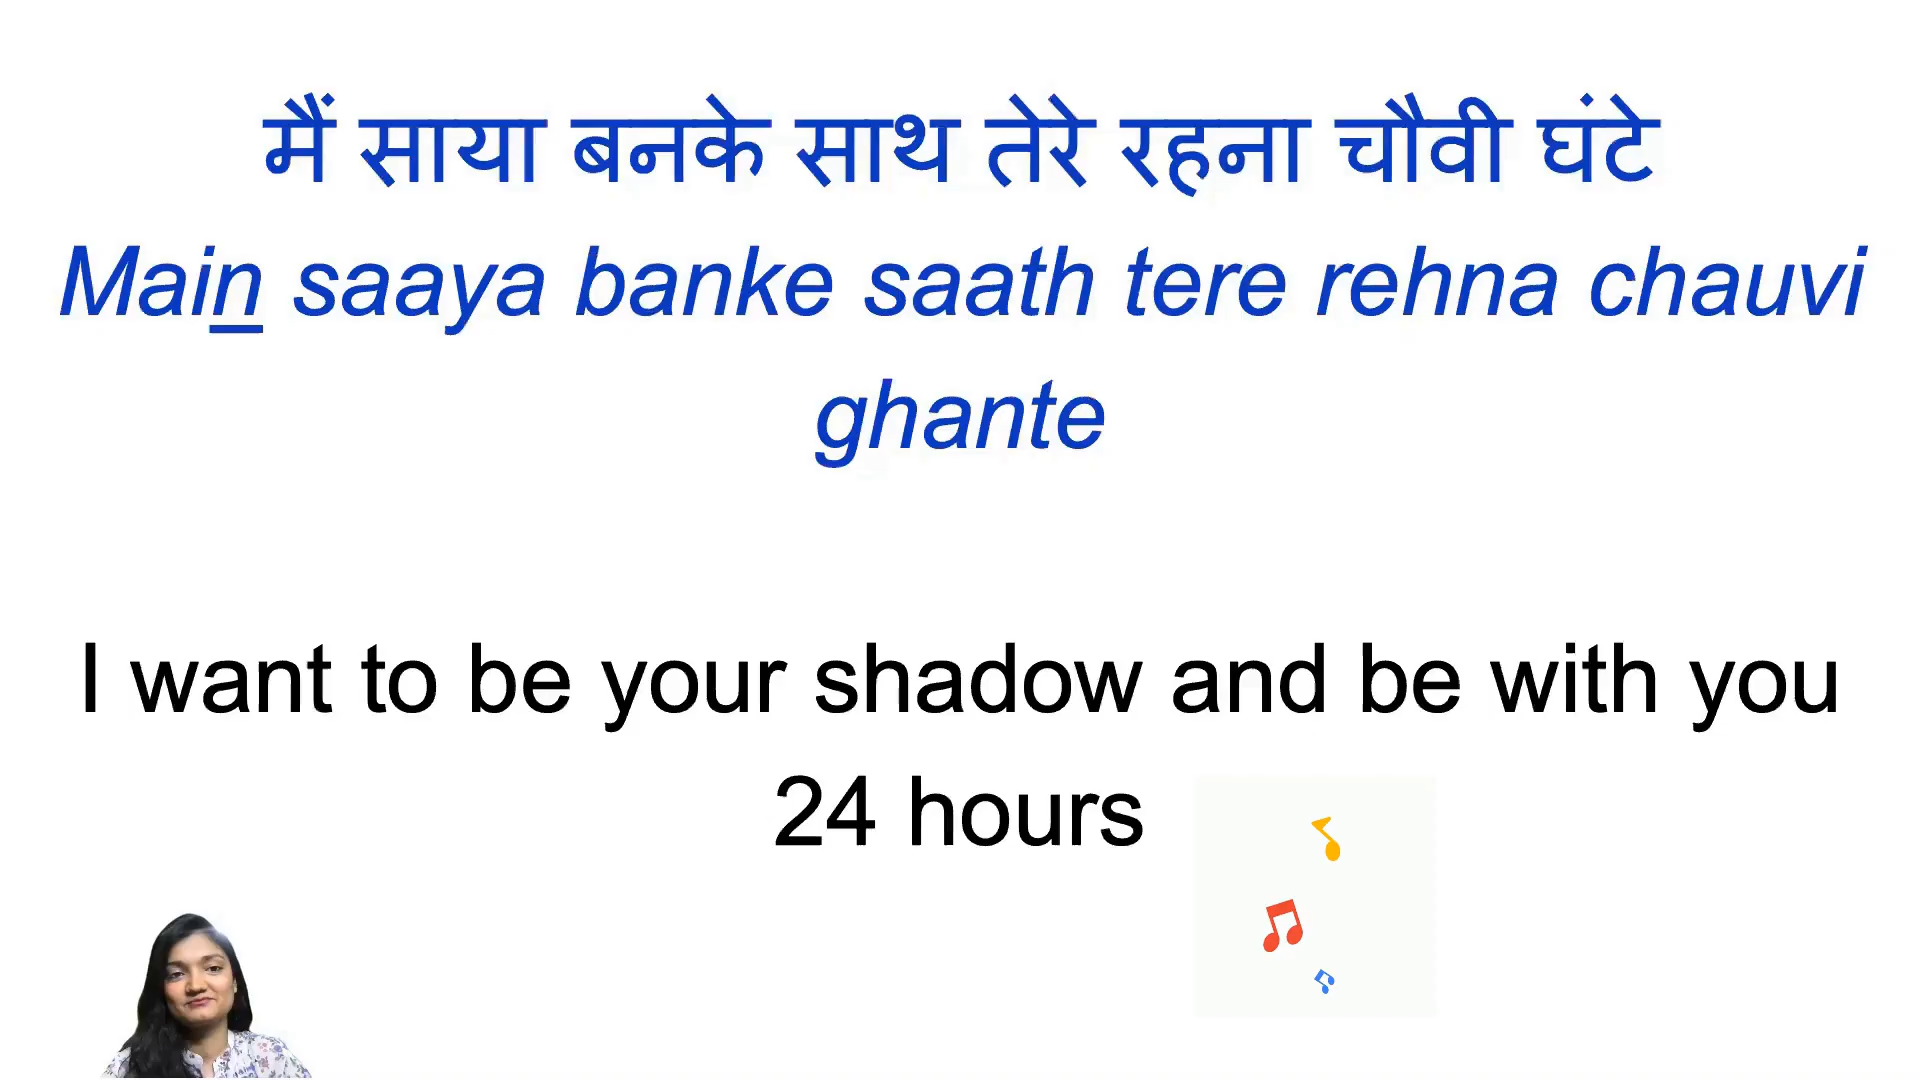 मैं साया बनके साथ तेरे रहना चौवी घंटे
Main saaya banke saath tere rehna chauvi
ghante
I want to be your shadow and be with you
24 hours